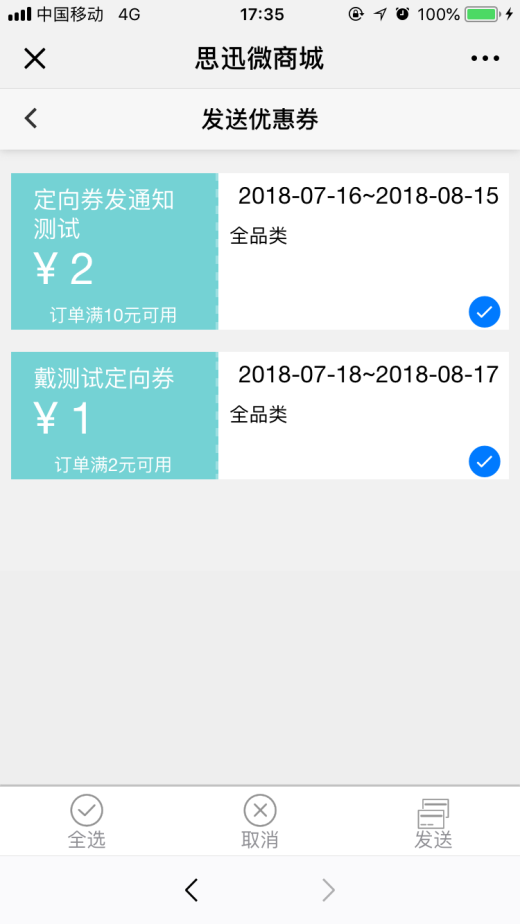 中国移动 4G 17:35 100%
思迅微商城
发送优惠券
定向券发通知
测试
¥ 2
订单满10元可用
2018-07-16~2018-08-15
全品类
戴测试定向券
¥ 1
订单满2元可用
2018-07-18~2018-08-17
全品类
全选 取消 发送